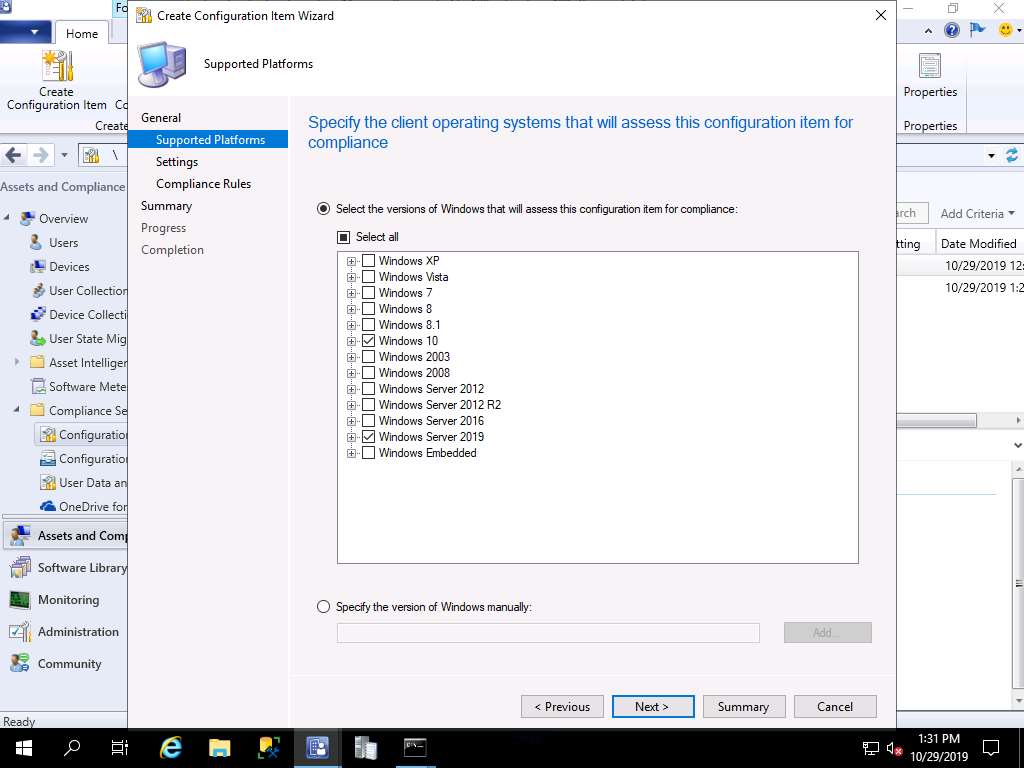 Fo
Create Configuration Item Wizard
Home
Supported Platforms
Create
Configuration Item
Co
Create
Properties
Properties
\
Assets and Compliance
Overview
Users
Devices
User Collection
Device Collecti
User State Mig
Asset Intelliger
Software Mete
Compliance Se
Configuratio
Configuratio
User Data an
OneDrive for
Assets and Comp
Software Library
Monitoring
Administration
Community
Ready
General
Supported Platforms
Settings
Compliance Rules
Summary
Progress
Completion
Specify the client operating systems that will assess this configuration item for
compliance
Select the versions of Windows that will assess this configuration item for compliance:
Select all
Windows XP
Windows Vista
Windows 7
Windows 8
Windows 8.1
Windows 10
Windows 2003
Windows 2008
Windows Server 2012
Windows Server 2012 R2
Windows Server 2016
Windows Server 2019
Windows Embedded
Specify the version of Windows manually:
Add...
< Previous
Next >
Summary
Cancel
arch
Add Criteria
tting
Date Modified
10/29/2019 12:
10/29/2019 1:2
1:31 PM
10/29/2019